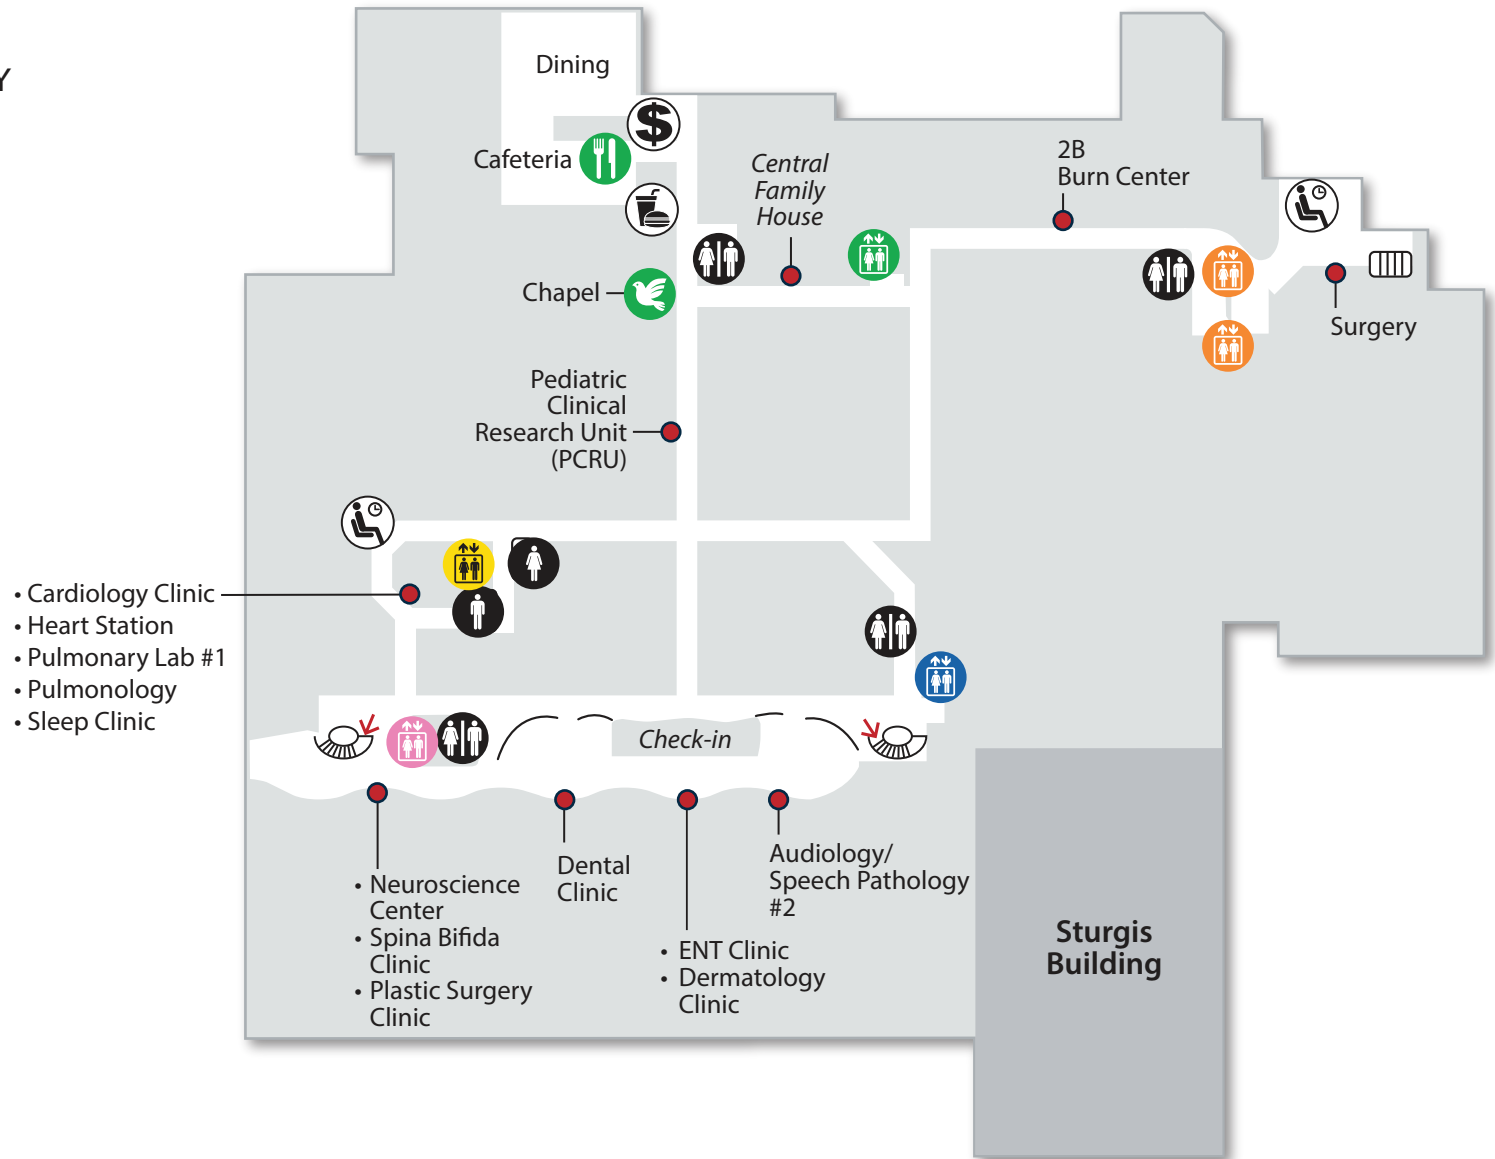 Y
Dining
$
Cafeteria
Central
Family
House
2B
Burn Center
Chapel
Surgery
Pediatric
Clinical
Research Unit
(PCRU)
• Cardiology Clinic
• Heart Station
• Pulmonary Lab #1
• Pulmonology
• Sleep Clinic
Check-in
• Neuroscience
Center
• Spina Bifida
Clinic
• Plastic Surgery
Clinic
Dental
Clinic
• ENT Clinic
• Dermatology
Clinic
Audiology/
Speech Pathology
#2
Sturgis
Building